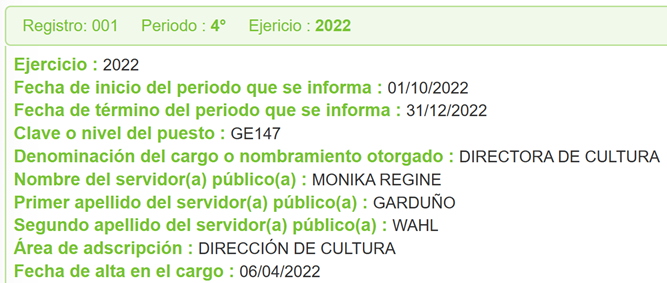 Registro: 001 Periodo : 4° Ejericio : 2022
Ejercicio : 2022
Fecha de inicio del periodo que se informa : 01/10/2022
Fecha de término del periodo que se informa : 31/12/2022
Clave o nivel del puesto : GE147
Denominación del cargo o nombramiento otorgado : DIRECTORA DE CULTURA
Nombre del servidor(a) público(a) : MONIKA REGINE
Primer apellido del servidor(a) público(a) : GARDUÑO
Segundo apellido del servidor(a) público(a) : WAHL
Área de adscripción : DIRECCIÓN DE CULTURA
Fecha de alta en el cargo : 06/04/2022